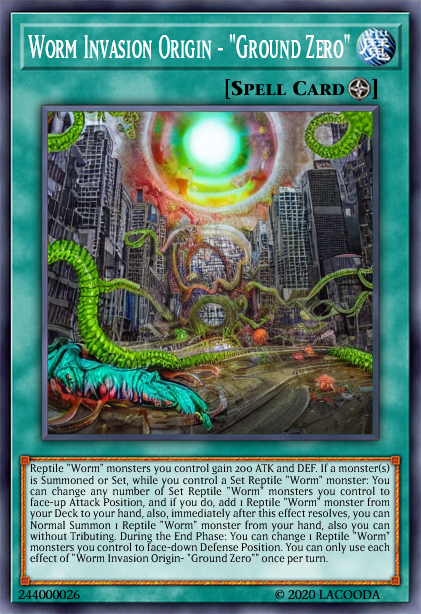 Worm Invasion Origin - "Ground Zero"
魔
[Spell Card]
Reptile "Worm" monsters you control gain 200 ATK and DEF. If a monster(s)
is Summoned or Set, while you control a Set Reptile "Worm" monster: You
can change any number of Set Reptile "Worm" monsters you control to
face-up Attack Position, and if you do, add 1 Reptile "Worm" monster from
your Deck to your hand, also, immediately after this effect resolves, you can
Normal Summon 1 Reptile "Worm" monster from your hand, also you can
without Tributing. During the End Phase: You can change 1 Reptile "Worm"
monsters you control to face-down Defense Position. You can only use each
effect of "Worm Invasion Origin- "Ground Zero"" once per turn.
244000026
© 2020 LACOODA